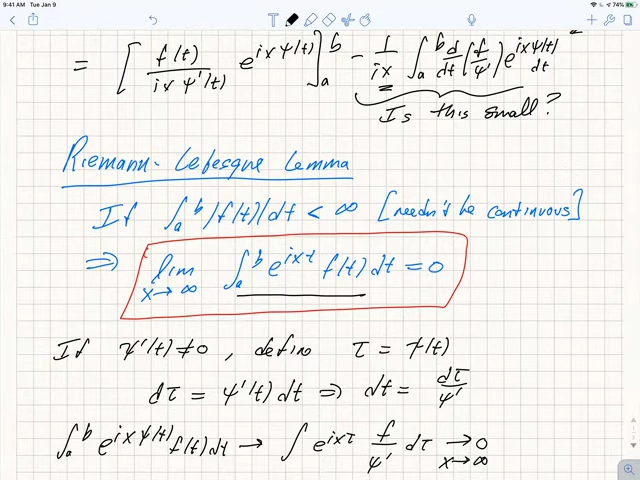 9:41 AM Tue Jan 9
74%
= [ f(t) / ixψ'(t) e^{ixψ(t)} ]_a^b - 1/ix ∫_a^b d/dt (f/ψ') e^{ixψ(t)} dt
Is this small?
Riemann-Lebesgue Lemma
If ∫_a^b |f(t)| dt < ∞ [needn't be continuous]
⇒ lim_{x→∞} ∫_a^b e^{ixt} f(t) dt = 0
If ψ'(t) ≠ 0, define τ = ψ(t)
dτ = ψ'(t) dt ⇒ dt = dτ/ψ'
∫_a^b e^{ixψ(t)} f(t) dt → ∫ e^{ixτ} f/ψ' dτ → 0 x→∞